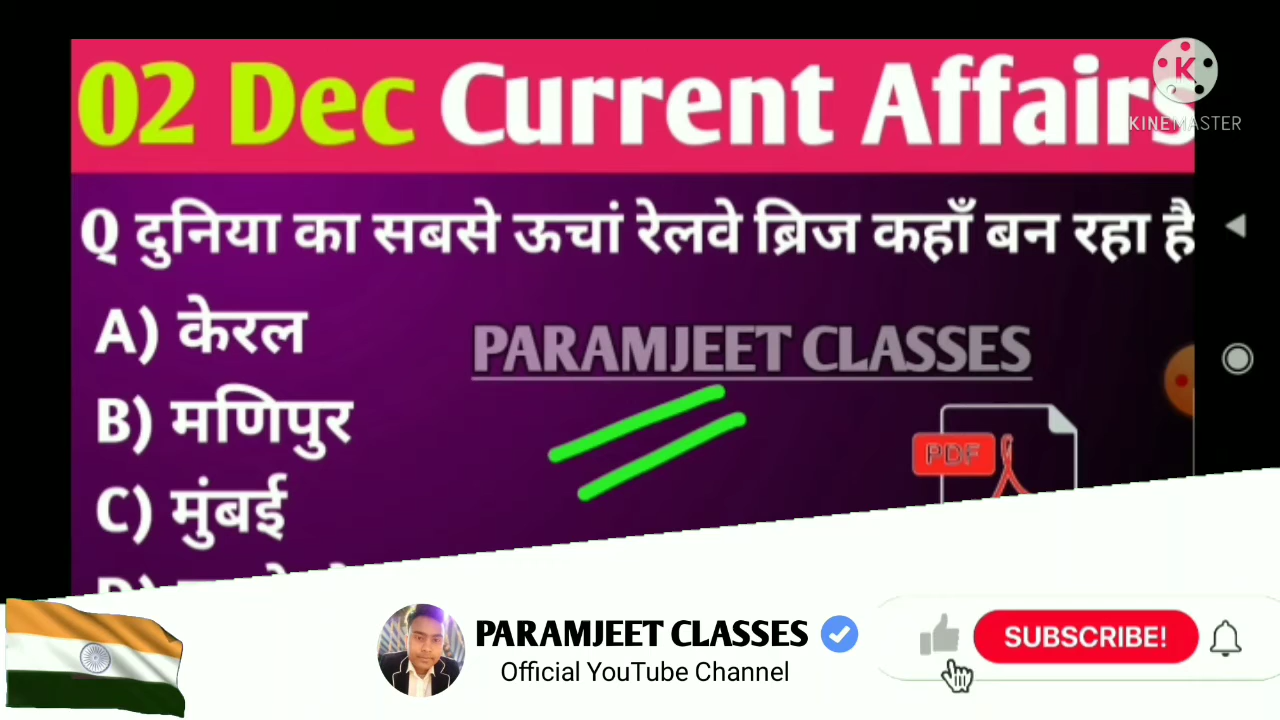 02 Dec Current Affairs
KINEMASTER
Q दुनिया का सबसे ऊचां रेलवे ब्रिज कहाँ बन रहा है
A) केरल
PARAMJEET CLASSES
B) मणिपुर
PDF
C) मुंबई
PARAMJEET CLASSES
SUBSCRIBE!
Official YouTube Channel